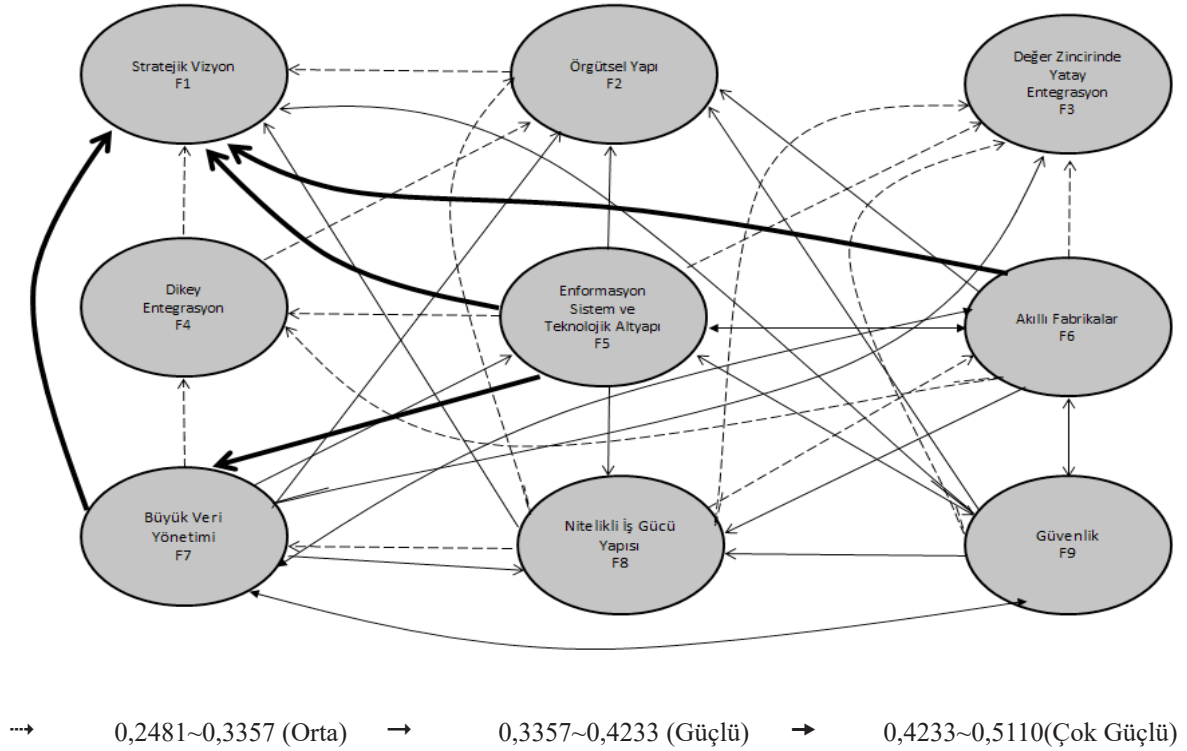 Stratejik Vizyon
F1
Örgütsel Yapı
F2
Değer Zincirinde
Yatay
Entegrasyon
F3
Dikey
Entegrasyon
F4
Enformasyon
Sistem ve
Teknolojik Altyapı
F5
Akıllı Fabrikalar
F6
Büyük Veri
Yönetimi
F7
Nitelikli İş Gücü
Yapısı
F8
Güvenlik
F9
0,2481~0,3357 (Orta) 0,3357~0,4233 (Güçlü) 0,4233~0,5110(Çok Güçlü)